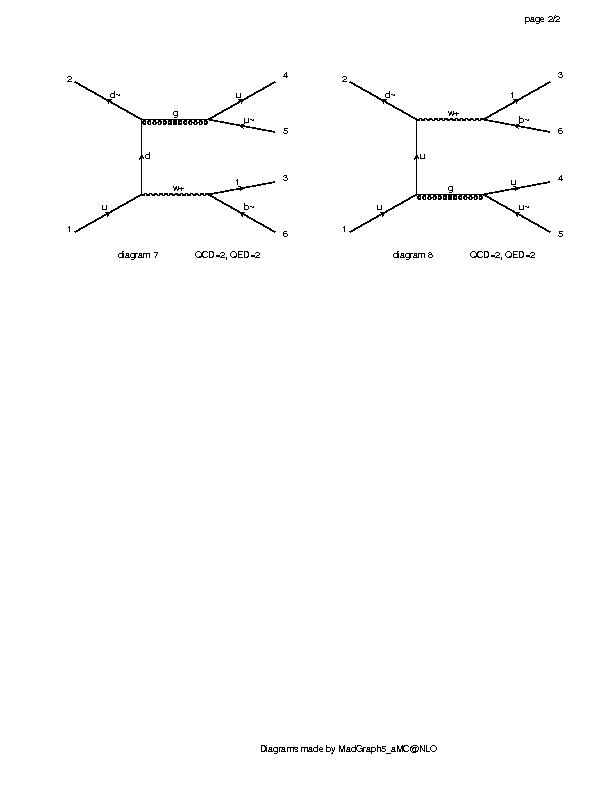 page 2/2
2 d~ g u 4
u~ 5
d
w+ t 3
u b~
1 6
diagram 7 QCD=2, QED=2
2 d~ w+ t 3
b~ 6
u
g u 4
u u~
1 5
diagram 8 QCD=2, QED=2
Diagrams made by MadGraph5_aMC@NLO